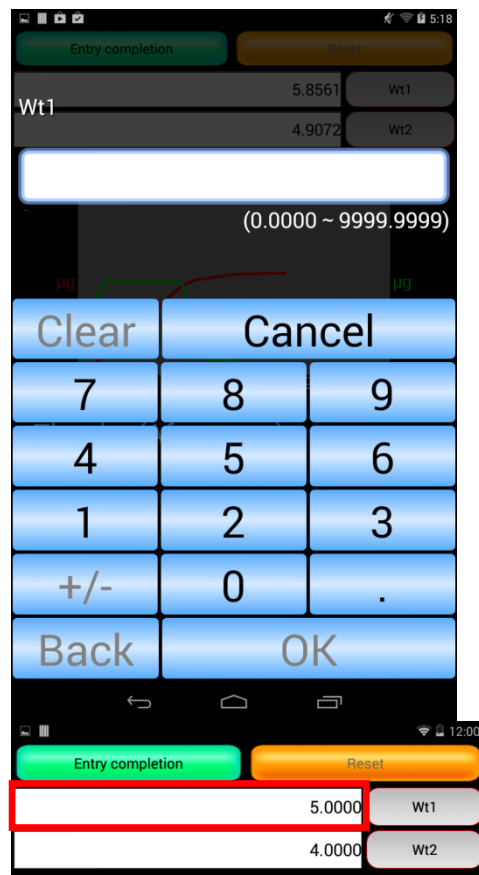 5:18
Entry completion Reset
5.8561 Wt1
Wt1
4.9072 Wt2
(0.0000 ~ 9999.9999)
µg µg
Clear Cancel
7 8 9
4 5 6
1 2 3
+/- 0 .
Back OK
12:00
Entry completion Reset
5.0000 Wt1
4.0000 Wt2